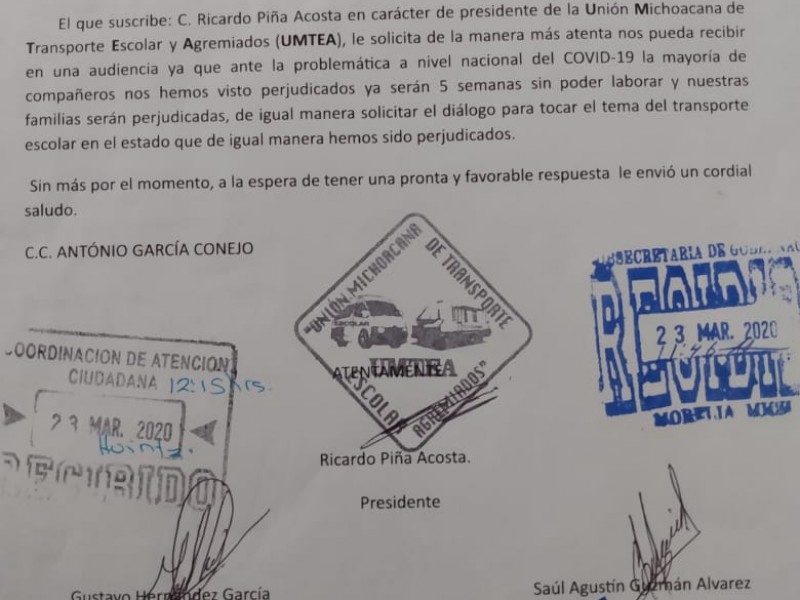 El que suscribe: C. Ricardo Piña Acosta en carácter de presidente de la Unión Michoacana de
Transporte Escolar y Agremiados (UMTEA), le solicita de la manera más atenta nos pueda recibir
en una audiencia ya que ante la problemática a nivel nacional del COVID-19 la mayoría de
compañeros nos hemos visto perjudicados ya serán 5 semanas sin poder laborar y nuestras
familias serán perjudicadas, de igual manera solicitar el diálogo para tocar el tema del transporte
escolar en el estado que de igual manera hemos sido perjudicados.
Sin más por el momento, a la espera de tener una pronta y favorable respuesta le envió un cordial
saludo.
C.C. ANTÓNIO GARCÍA CONEJO
"UNIÓN MICHOACANA
DE TRANSPORTE
ESCOLAR
UMTEA
ATENTAMENTE
ESCOLAR
AGREMIADOS"
SECRETARIA DE
23 MAR. 2020
MORELIA MICH
COORDINACION DE ATENCION
CIUDADANA 12:15 hrs.
23 MAR. 2020
RECIBIDO
Ricardo Piña Acosta.
Presidente
Gustavo Hernández García
Saúl Agustín Guzmán Alvarez